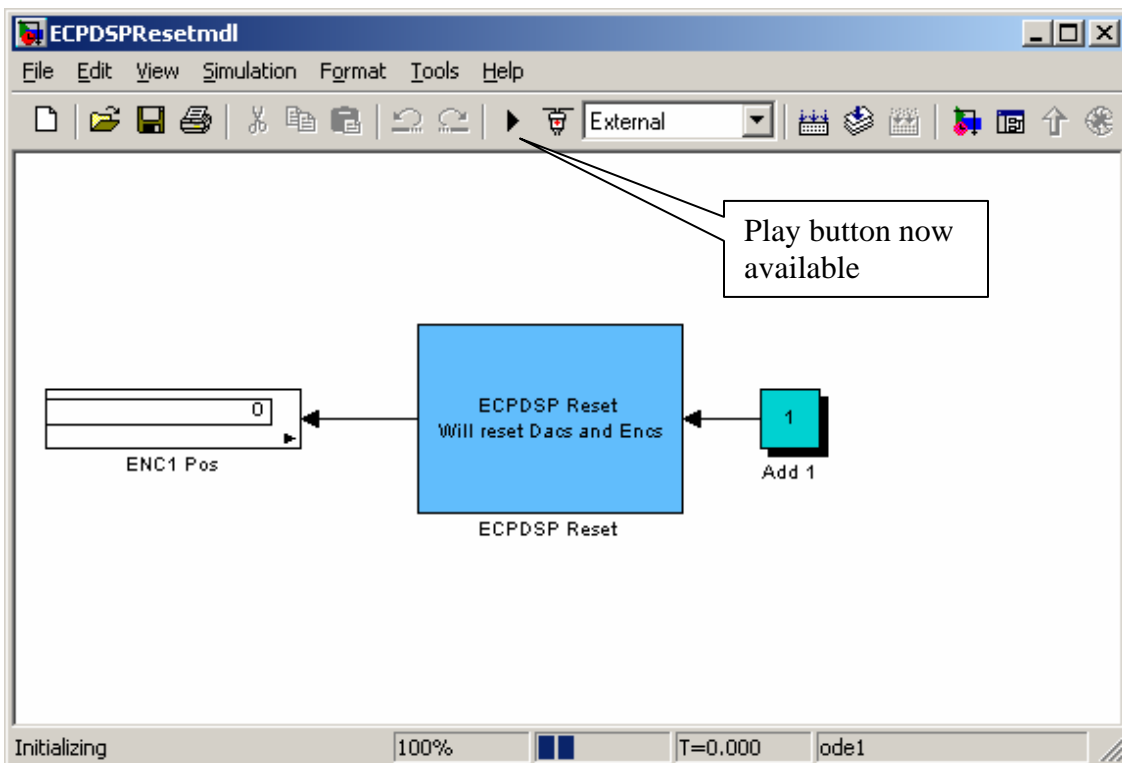 ECPDSPResetmdl
File Edit View Simulation Format Tools Help
External
Play button now
available
0
ENC1 Pos
ECPDSP Reset
Will reset Dacs and Encs
ECPDSP Reset
1
Add 1
Initializing 100% T=0.000 ode1